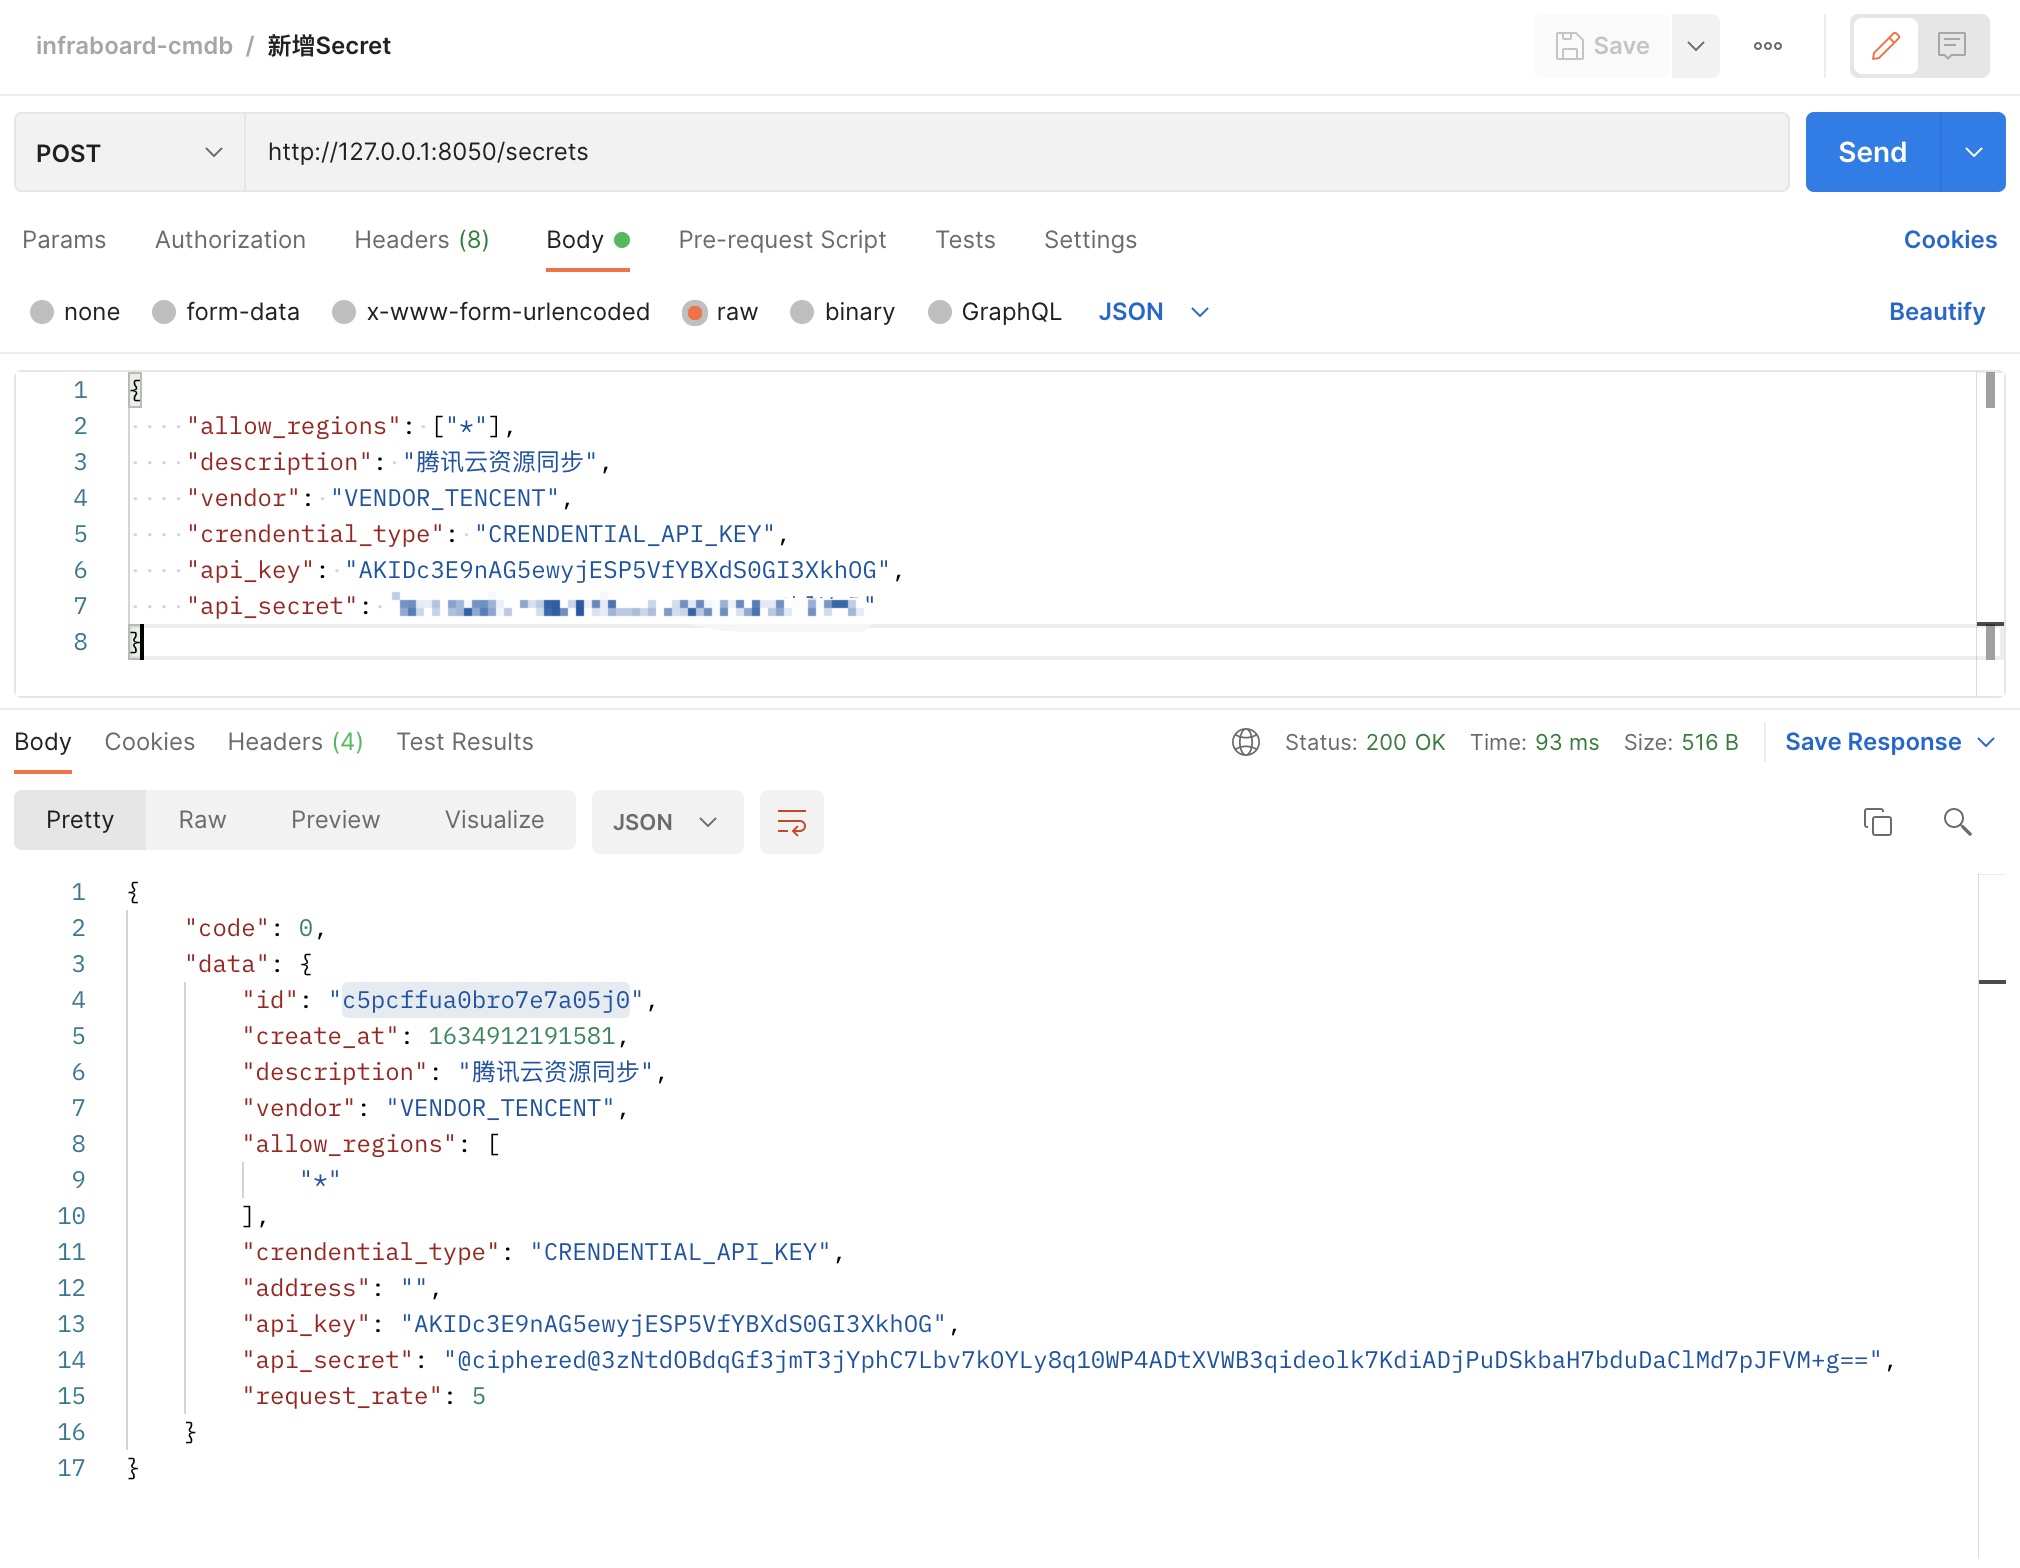 infraboard-cmdb / 新增Secret
Save
POST
http://127.0.0.1:8050/secrets
Send
Params Authorization Headers (8) Body Pre-request Script Tests Settings Cookies
none form-data x-www-form-urlencoded raw binary GraphQL JSON Beautify
1 {
2 "allow_regions": ["*"],
3 "description": "腾讯云资源同步",
4 "vendor": "VENDOR_TENCENT",
5 "crendential_type": "CRENDENTIAL_API_KEY",
6 "api_key": "AKIDc3E9nAG5ewyjESP5VfYBXdS0GI3XkhOG",
7 "api_secret": "
8 }
Body Cookies Headers (4) Test Results Status: 200 OK Time: 93 ms Size: 516 B Save Response
Pretty Raw Preview Visualize JSON
1 {
2 "code": 0,
3 "data": {
4 "id": "c5pcffua0bro7e7a05j0",
5 "create_at": 1634912191581,
6 "description": "腾讯云资源同步",
7 "vendor": "VENDOR_TENCENT",
8 "allow_regions": [
9 "*"
10 ],
11 "crendential_type": "CRENDENTIAL_API_KEY",
12 "address": "",
13 "api_key": "AKIDc3E9nAG5ewyjESP5VfYBXdS0GI3XkhOG",
14 "api_secret": "@ciphered@3zNtdOBdqGf3jmT3jYphC7Lbv7kOYLy8q10WP4ADtXVWB3qideolk7KdiADjPuDSkbaH7bduDaClMd7pJFVM+g==",
15 "request_rate": 5
16 }
17 }